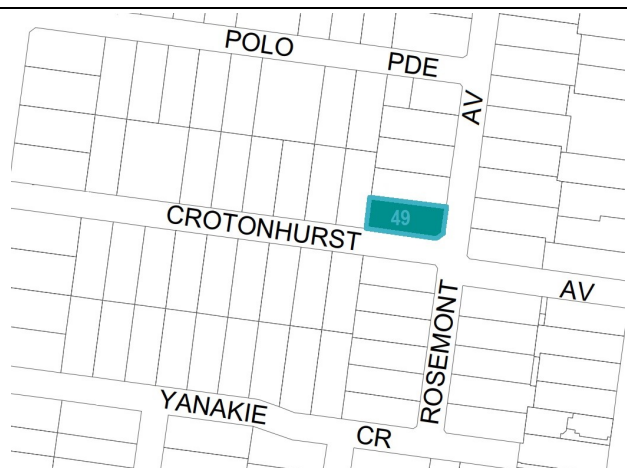 POLO PDE
AV
49
CROTONHURST AV
ROSEMONT
YANAKIE CR